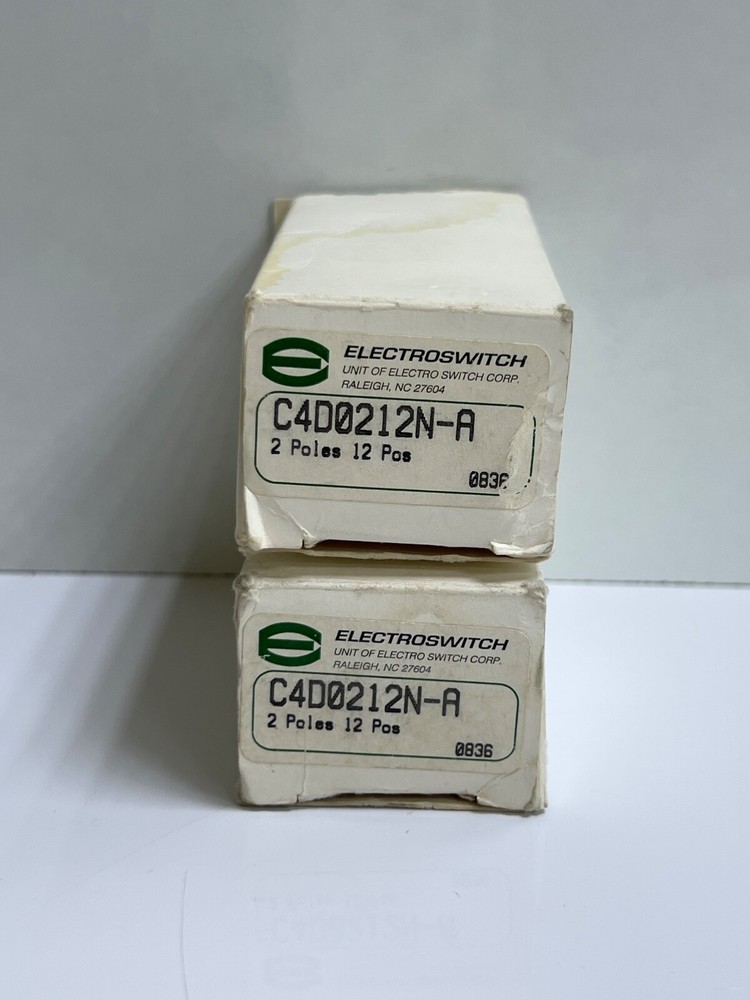 ELECTROSWITCH
UNIT OF ELECTRO SWITCH CORP.
RALEIGH, NC 27604
C4D0212N-A
2 Poles 12 Pos
0836
ELECTROSWITCH
UNIT OF ELECTRO SWITCH CORP.
RALEIGH, NC 27604
C4D0212N-A
2 Poles 12 Pos
0836